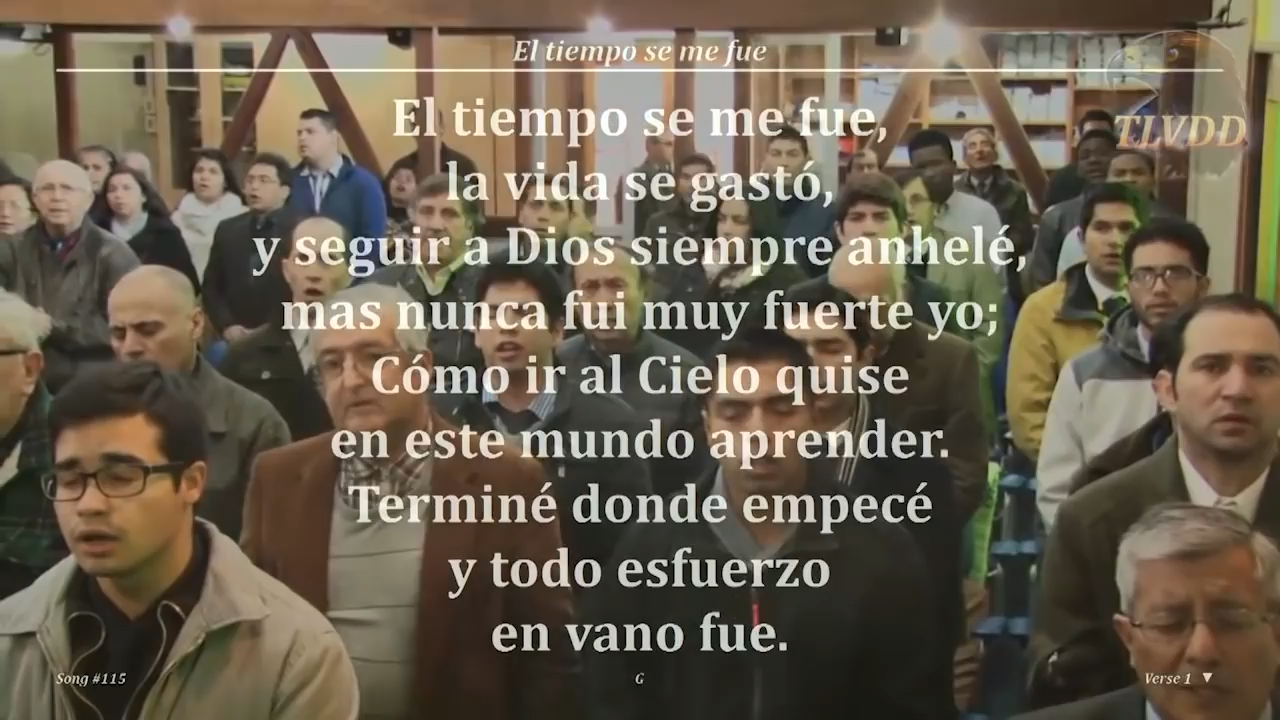 El tiempo se me fue
TLVDD
El tiempo se me fue,
la vida se gastó,
y seguir a Dios siempre anhelé,
mas nunca fui muy fuerte yo;
Cómo ir al Cielo quise
en este mundo aprender.
Terminé donde empecé
y todo esfuerzo
en vano fue.
Song #115
G
Verse 1 ▼